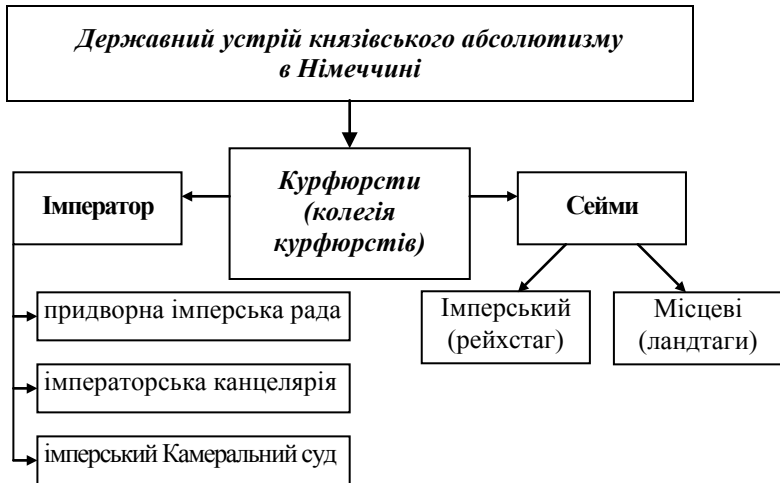 Державний устрій князівського абсолютизму
в Німеччині
Імператор
Курфюрсти
(колегія
курфюрстів)
Сейми
придворна імперська рада
імператорська канцелярія
імперський Камеральний суд
Імперський
(рейхстаг)
Місцеві
(ландтаги)